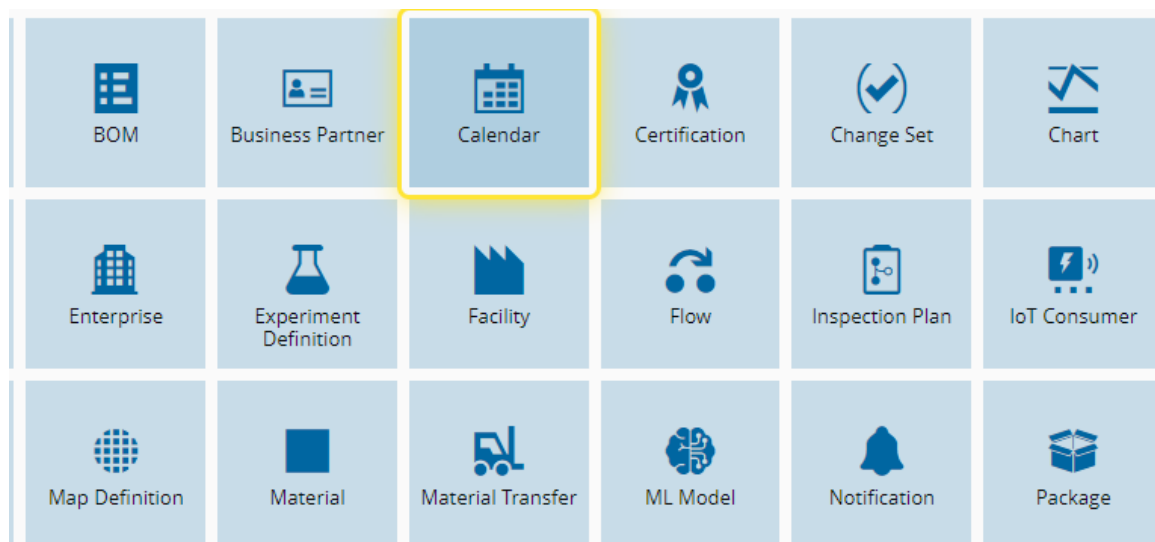 BOM
Business Partner
Calendar
Certification
Change Set
Chart
Enterprise
Experiment
Definition
Facility
Flow
Inspection Plan
IoT Consumer
Map Definition
Material
Material Transfer
ML Model
Notification
Package